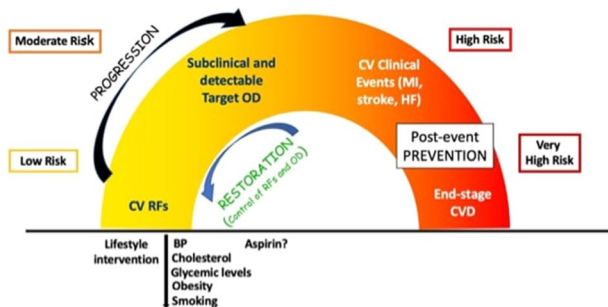 Moderate Risk
PROGRESSION
Subclinical and
detectable
Target OD
CV Clinical
Events (MI,
stroke, HF)
High Risk
Low Risk
RESTORATION
(Control of RFs and OD)
Post-event
PREVENTION
Very
High Risk
CV RFs
End-stage
CVD
Lifestyle
intervention
BP
Cholesterol
Glycemic levels
Obesity
Smoking
Aspirin?